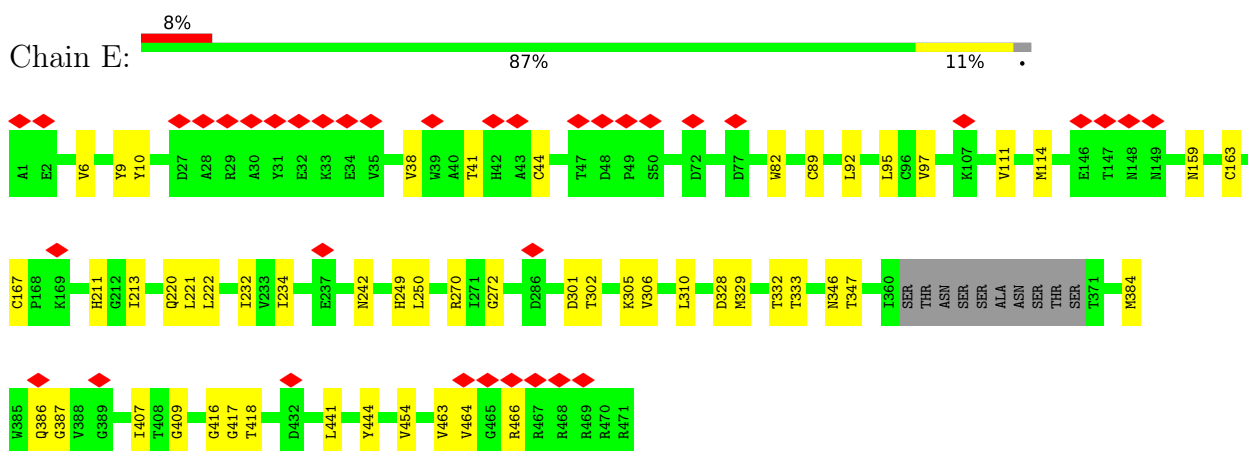 8%
Chain E:
87% 11% •
A1 E2 V6 Y9 Y10 D27 A28 R29 A30 Y31 E32 K33 E34 V35 V38 W39 A40 T41 H42 A43 C44 T47 D48 P49 S50 D72 D77 W82 C89 L92 L95 C96 V97 K107 V111 M114 E146 T147 N148 N149 N159 C163
C167 P168 K169 H211 G212 I213 Q220 L221 L222 I232 V233 I234 E237 N242 H249 L250 R270 I271 G272 D286 D301 T302 K305 V306 L310 D328 M329 T332 T333 N346 T347 I360 SER THR ASN SER SER ALA ASN SER THR SER T371 M384
W385 Q386 G387 V388 G389 I407 T408 G409 G416 G417 T418 D432 L441 Y444 V454 V463 V464 G465 R466 R467 R468 R469 R470 R471